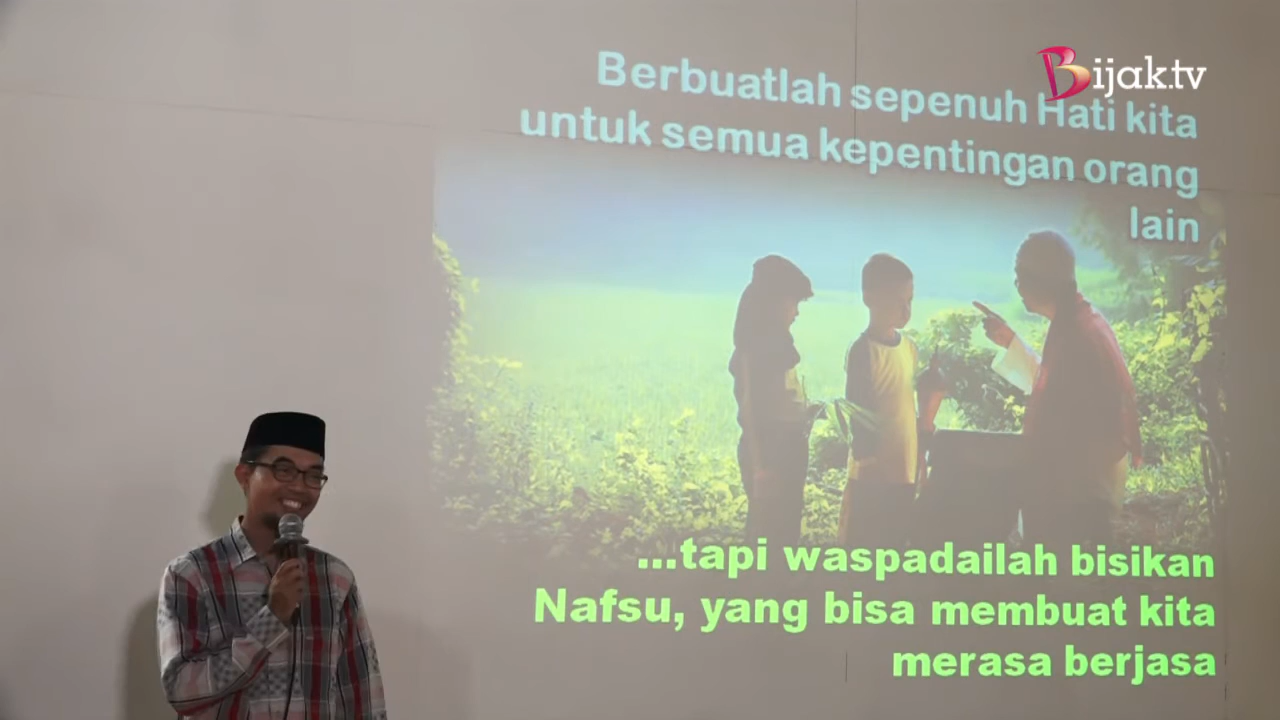 Bijak.tv
Berbuatlah sepenuh Hati kita
untuk semua kepentingan orang
lain
...tapi waspadailah bisikan
Nafsu, yang bisa membuat kita
merasa berjasa